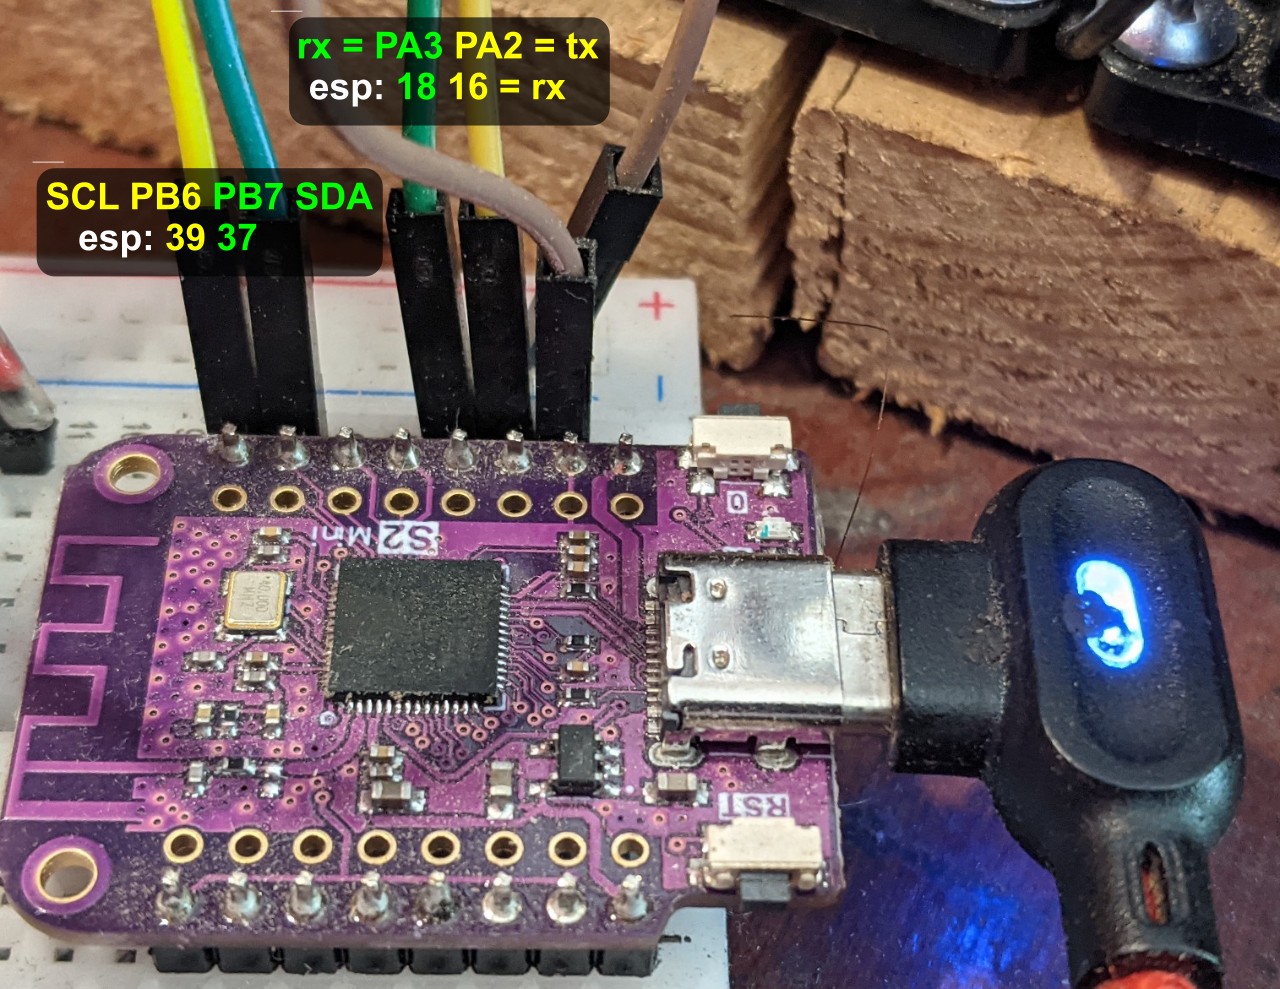 rx = PA3 PA2 = tx
esp: 18 16 = rx
SCL PB6 PB7 SDA
esp: 39 37
+
0
S2 Mini
RST